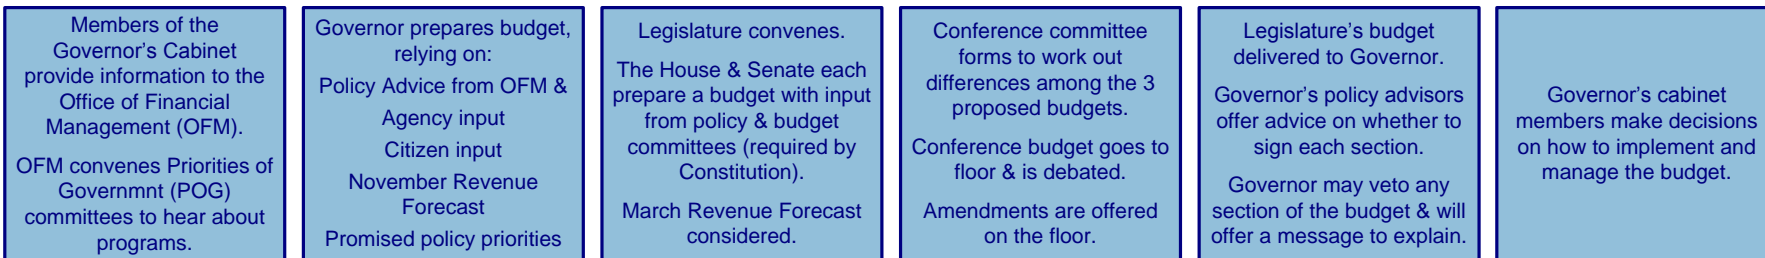 Members of the
Governor's Cabinet
provide information to the
Office of Financial
Management (OFM).
OFM convenes Priorities of
Governmnt (POG)
committees to hear about
programs.
Governor prepares budget,
relying on:
Policy Advice from OFM &
Agency input
Citizen input
November Revenue
Forecast
Promised policy priorities
Legislature convenes.
The House & Senate each
prepare a budget with input
from policy & budget
committees (required by
Constitution).
March Revenue Forecast
considered.
Conference committee
forms to work out
differences among the 3
proposed budgets.
Conference budget goes to
floor & is debated.
Amendments are offered
on the floor.
Legislature’s budget
delivered to Governor.
Governor’s policy advisors
offer advice on whether to
sign each section.
Governor may veto any
section of the budget & will
offer a message to explain.
Governor’s cabinet
members make decisions
on how to implement and
manage the budget.